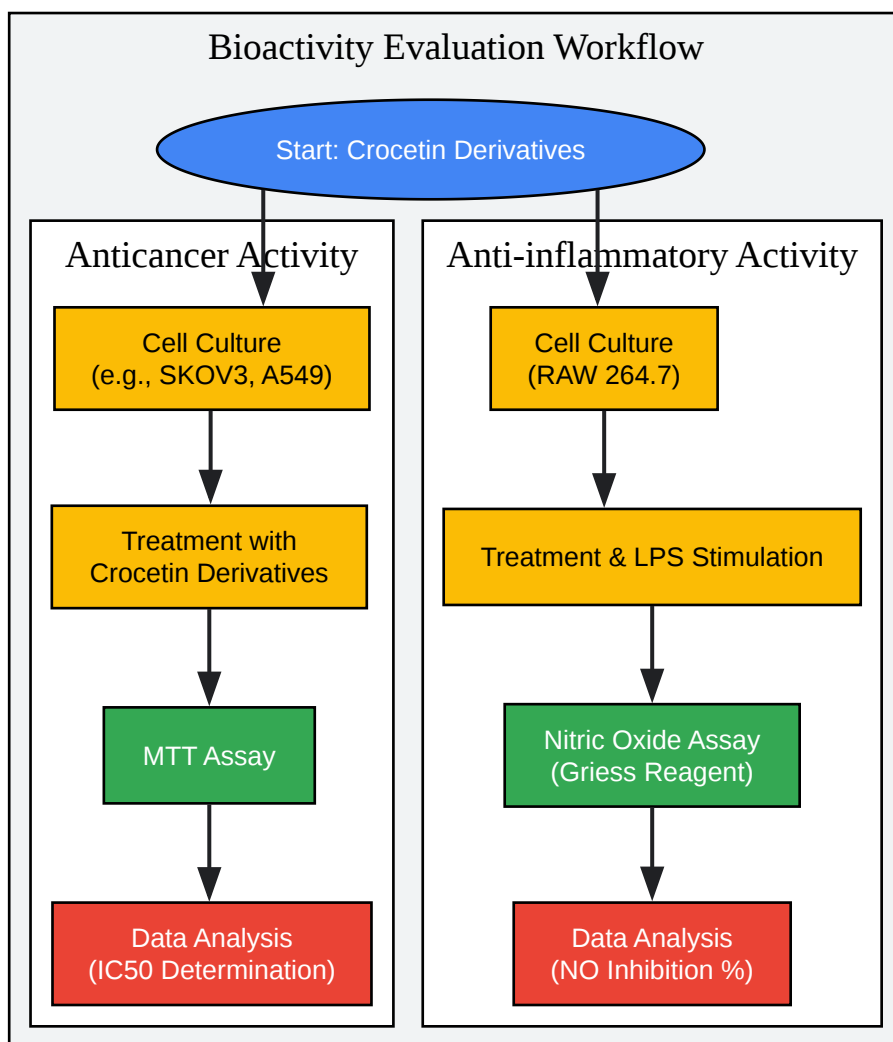 Bioactivity Evaluation Workflow
Start: Crocetin Derivatives
Anticancer Activity
Cell Culture
(e.g., SKOV3, A549)
Treatment with
Crocetin Derivatives
MTT Assay
Data Analysis
(IC50 Determination)
Anti-inflammatory Activity
Cell Culture
(RAW 264.7)
Treatment & LPS Stimulation
Nitric Oxide Assay
(Griess Reagent)
Data Analysis
(NO Inhibition %)